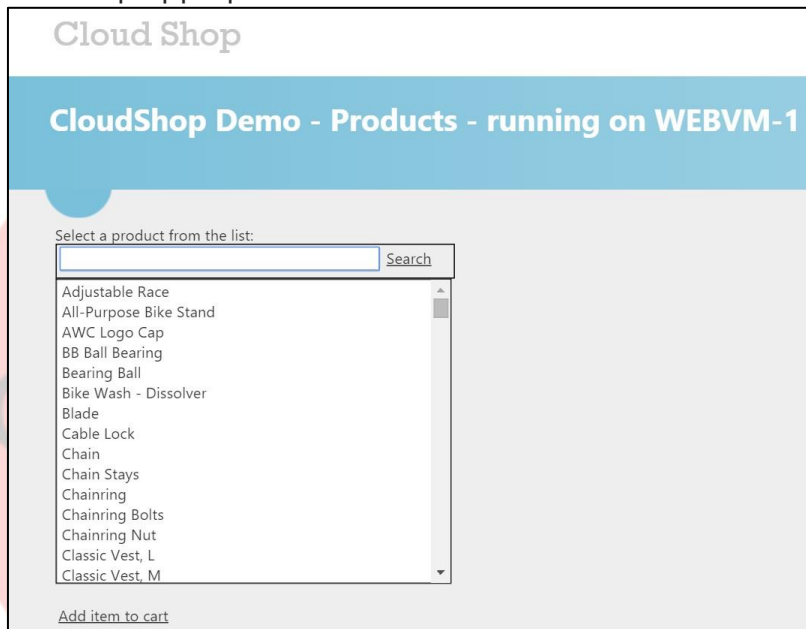 Cloud Shop
CloudShop Demo - Products - running on WEBVM-1
Select a product from the list:
Search
Adjustable Race
All-Purpose Bike Stand
AWC Logo Cap
BB Ball Bearing
Bearing Ball
Bike Wash - Dissolver
Blade
Cable Lock
Chain
Chain Stays
Chainring
Chainring Bolts
Chainring Nut
Classic Vest, L
Classic Vest, M
Add item to cart